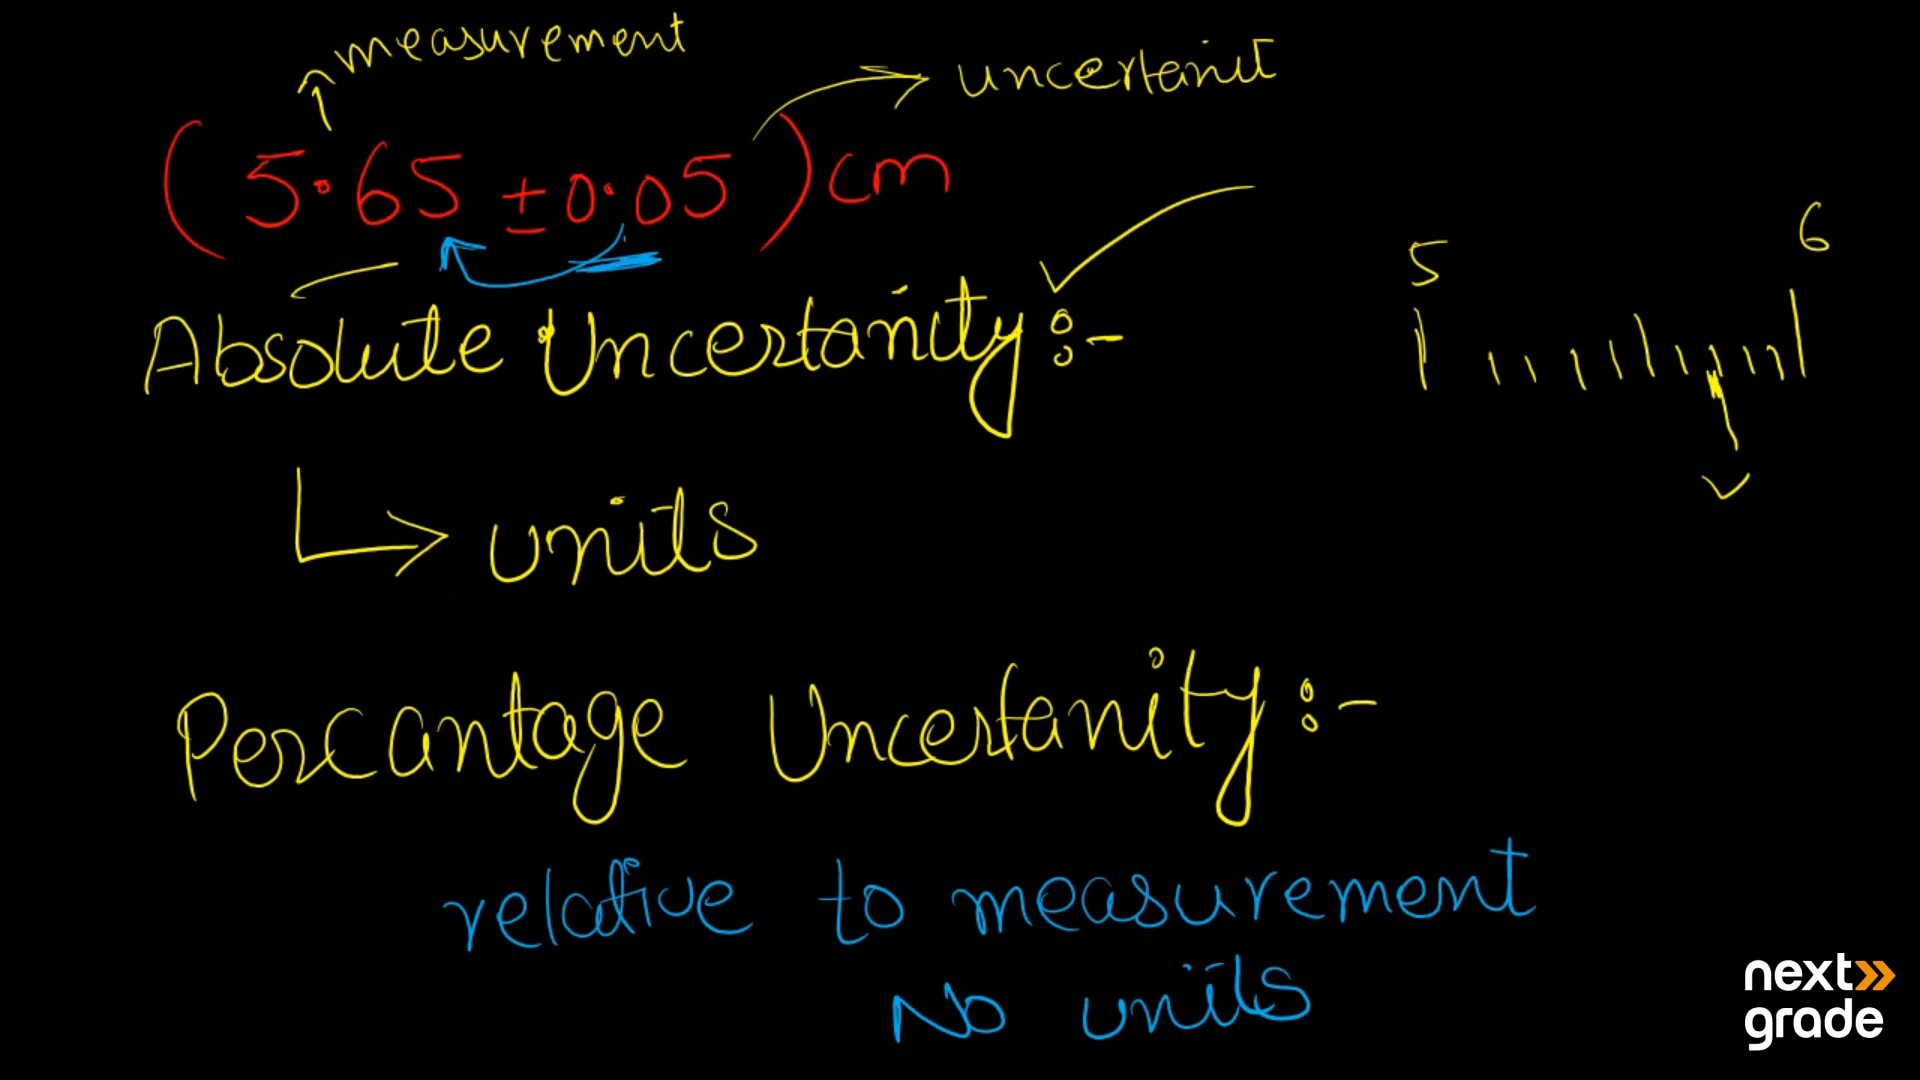 measurement
uncertanit
(5.65 ± 0.05) cm
5 6
Absolute Uncertanity :-
units
Percantage Uncertanity :-
relative to measurement
No units
next
grade